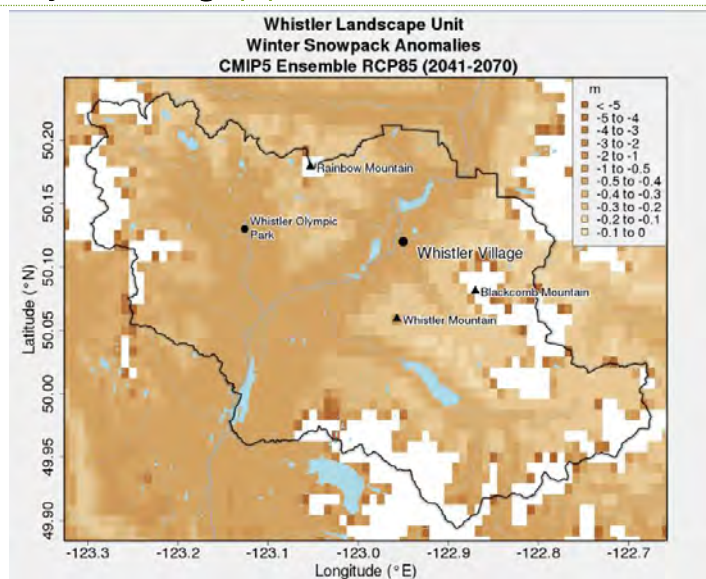 Whistler Landscape Unit
Winter Snowpack Anomalies
CMIP5 Ensemble RCP85 (2041-2070)
m
< -5
-5 to -4
-4 to -3
-3 to -2
-2 to -1
-1 to -0.5
-0.5 to -0.4
-0.4 to -0.3
-0.3 to -0.2
-0.2 to -0.1
-0.1 to 0
Rainbow Mountain
Whistler Olympic
Park
Whistler Village
Blackcomb Mountain
Whistler Mountain
Latitude (°N)
50.20
50.15
50.10
50.05
50.00
49.95
49.90
-123.3
-123.2
-123.1
-123.0
-122.9
-122.8
-122.7
Longitude (°E)